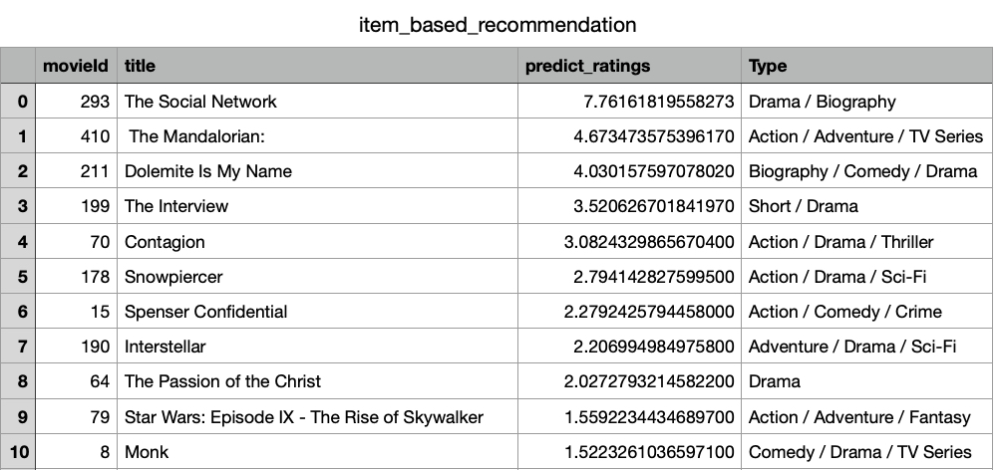 item_based_recommendation
movieId title predict_ratings Type
0 293 The Social Network 7.76161819558273 Drama / Biography
1 410 The Mandalorian: 4.673473575396170 Action / Adventure / TV Series
2 211 Dolemite Is My Name 4.030157597078020 Biography / Comedy / Drama
3 199 The Interview 3.520626701841970 Short / Drama
4 70 Contagion 3.0824329865670400 Action / Drama / Thriller
5 178 Snowpiercer 2.794142827599500 Action / Drama / Sci-Fi
6 15 Spenser Confidential 2.2792425794458000 Action / Comedy / Crime
7 190 Interstellar 2.206994984975800 Adventure / Drama / Sci-Fi
8 64 The Passion of the Christ 2.0272793214582200 Drama
9 79 Star Wars: Episode IX - The Rise of Skywalker 1.5592234434689700 Action / Adventure / Fantasy
10 8 Monk 1.5223261036597100 Comedy / Drama / TV Series